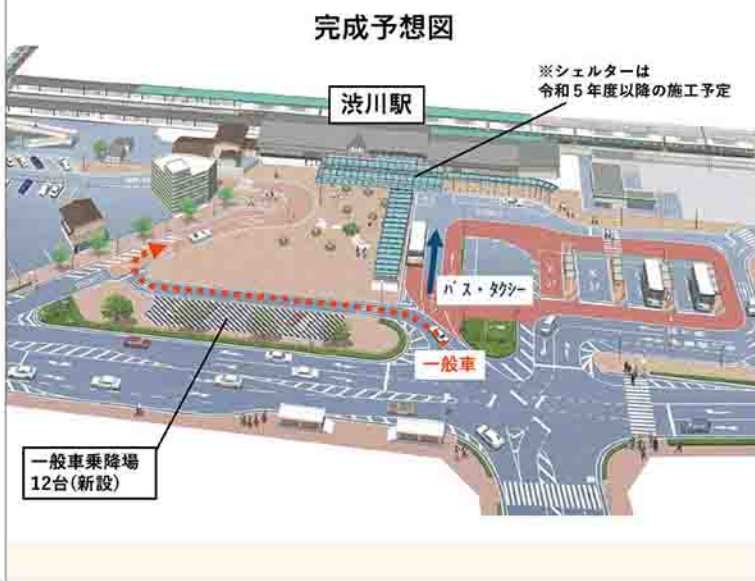 完成予想図
※シェルターは
令和5年度以降の施工予定
渋川駅
バス・タクシー
一般車
一般車乗降場
12台(新設)